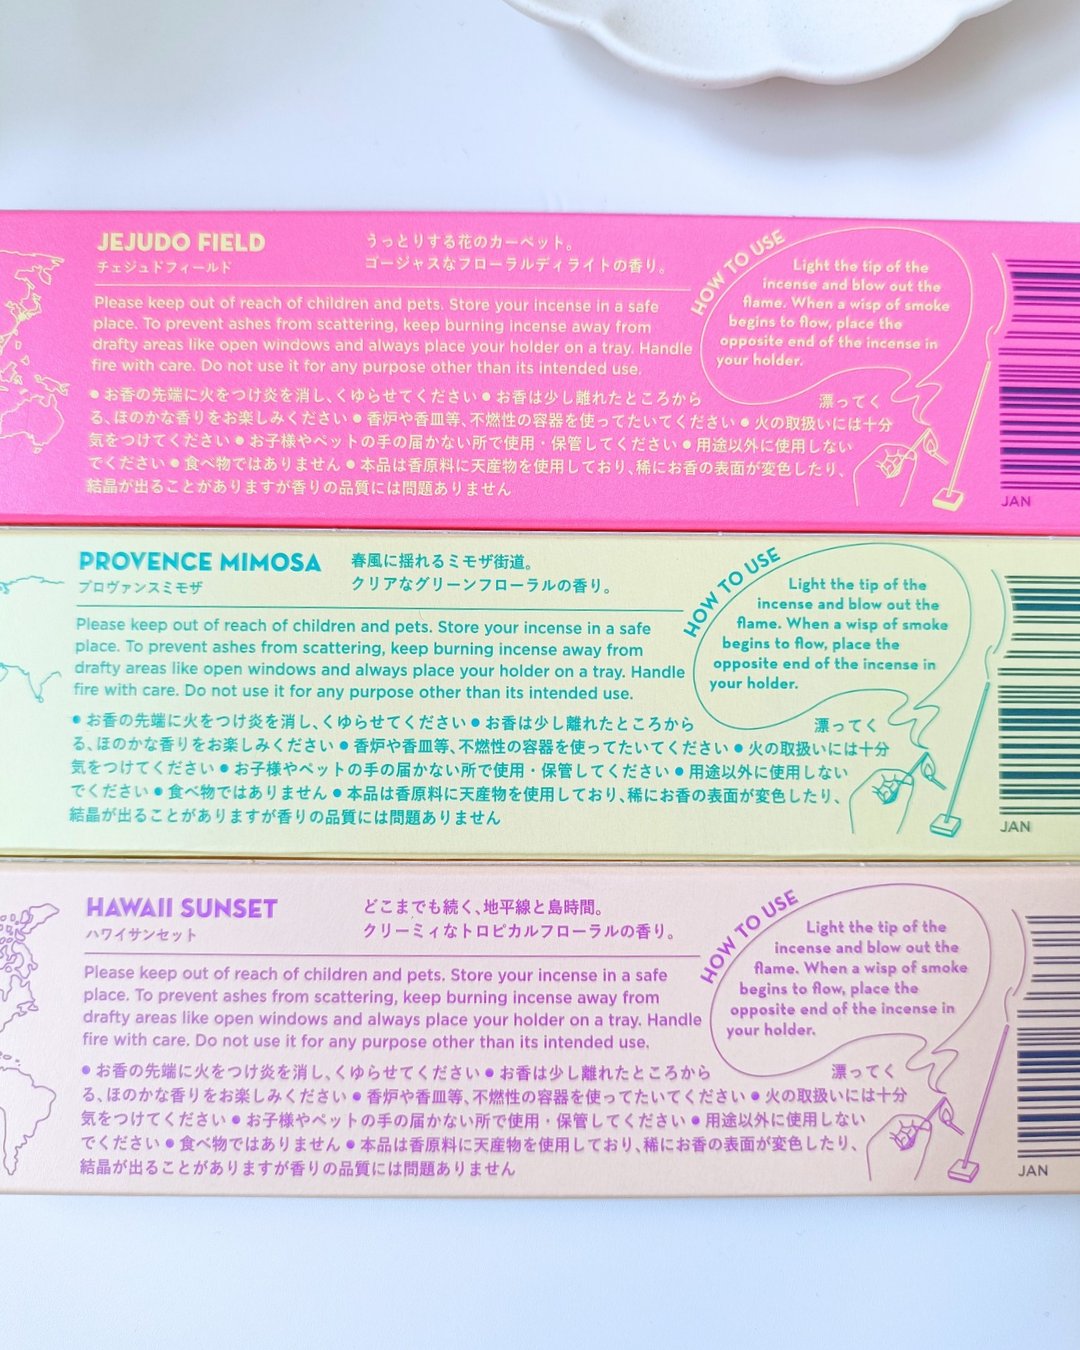 JEJUDO FIELD
チェジュドフィールド
うっとりする花のカーペット。
ゴージャスなフローラルディライトの香り。
Please keep out of reach of children and pets. Store your incense in a safe
place. To prevent ashes from scattering, keep burning incense away from
drafty areas like open windows and always place your holder on a tray. Handle
fire with care. Do not use it for any purpose other than its intended use.
● お香の先端に火をつけ炎を消し、くゆらせてください ● お香は少し離れたところから 漂ってく
る、ほのかな香りをお楽しみください ● 香炉や香皿等、不燃性の容器を使ってたいてください ● 火の取扱いには十分
気をつけてください ● お子様やペットの手の届かない所で使用・保管してください ● 用途以外に使用しない
でください ● 食べ物ではありません ● 本品は香原料に天産物を使用しており、稀にお香の表面が変色したり、
結晶が出ることがありますが香りの品質には問題ありません
HOW TO USE
Light the tip of the
incense and blow out the
flame. When a wisp of smoke
begins to flow, place the
opposite end of the incense in
your holder.
JAN
PROVENCE MIMOSA
プロヴァンスミモザ
春風に揺れるミモザ街道。
クリアなグリーンフローラルの香り。
Please keep out of reach of children and pets. Store your incense in a safe
place. To prevent ashes from scattering, keep burning incense away from
drafty areas like open windows and always place your holder on a tray. Handle
fire with care. Do not use it for any purpose other than its intended use.
● お香の先端に火をつけ炎を消し、くゆらせてください ● お香は少し離れたところから 漂ってく
る、ほのかな香りをお楽しみください ● 香炉や香皿等、不燃性の容器を使ってたいてください ● 火の取扱いには十分
気をつけてください ● お子様やペットの手の届かない所で使用・保管してください ● 用途以外に使用しない
でください ● 食べ物ではありません ● 本品は香原料に天産物を使用しており、稀にお香の表面が変色したり、
結晶が出ることがありますが香りの品質には問題ありません
HOW TO USE
Light the tip of the
incense and blow out the
flame. When a wisp of smoke
begins to flow, place the
opposite end of the incense in
your holder.
JAN
HAWAII SUNSET
ハワイサンセット
どこまでも続く、地平線と島時間。
クリーミィなトロピカルフローラルの香り。
Please keep out of reach of children and pets. Store your incense in a safe
place. To prevent ashes from scattering, keep burning incense away from
drafty areas like open windows and always place your holder on a tray. Handle
fire with care. Do not use it for any purpose other than its intended use.
● お香の先端に火をつけ炎を消し、くゆらせてください ● お香は少し離れたところから 漂ってく
る、ほのかな香りをお楽しみください ● 香炉や香皿等、不燃性の容器を使ってたいてください ● 火の取扱いには十分
気をつけてください ● お子様やペットの手の届かない所で使用・保管してください ● 用途以外に使用しない
でください ● 食べ物ではありません ● 本品は香原料に天産物を使用しており、稀にお香の表面が変色したり、
結晶が出ることがありますが香りの品質には問題ありません
HOW TO USE
Light the tip of the
incense and blow out the
flame. When a wisp of smoke
begins to flow, place the
opposite end of the incense in
your holder.
JAN